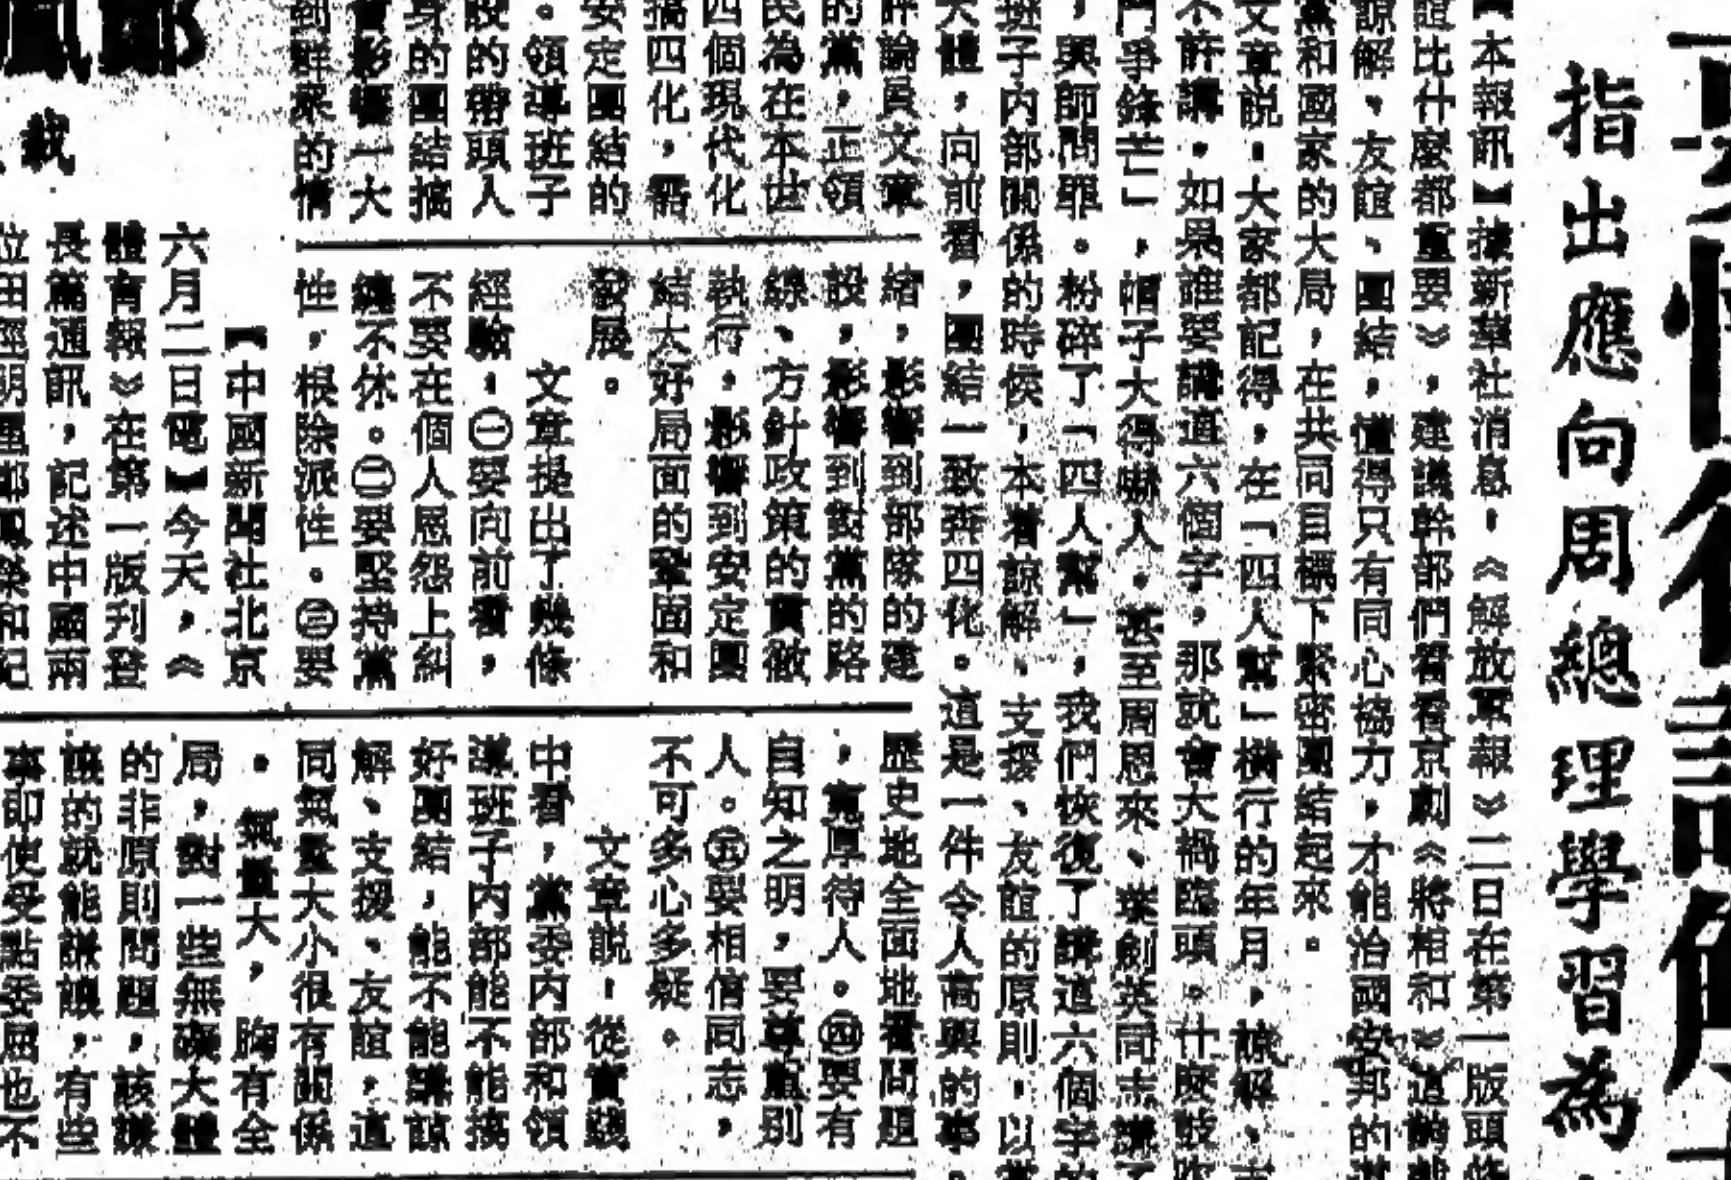 指出應向周總理學習為
【本報訊】據新華社消息，《解放軍報》二日在第一版頭條
誼比什麼都重要》，建議幹部們看看京劇《將相和》這齣戲
諒解、友誼、團結，懂得只有同心協力，才能治國安邦的道
黨和國家的大局，在共同目標下緊密團結起來。
文章說，大家都記得，在「四人幫」橫行的年月，諒解、支
不許講，如果誰要講這六個字，那就會大禍臨頭。什麼鼓吹
鬥爭鋒芒」，帽子大得嚇人，甚至周恩來、葉劍英同志講了
，興師問罪。粉碎了「四人幫」，我們恢復了講這六個字的
班子內部關係的時候，本着諒解、支援、友誼的原則，以黨
大體，向前看，團結一致奔四化。這是一件令人高興的事。
評論員文章
的黨，正領
民為在本世
四個現代化
搞四化，需
安定團結的
。領導班子
設的帶頭人
身的團結搞
會影響一大
到群眾的情
緒，影響到部隊的建
設，影響到對黨的路
線、方針政策的貫徹
執行，影響到安定團
結大好局面的鞏固和
發展。
文章提出了幾條
經驗，㊀要向前看，
不要在個人恩怨上糾
纏不休。㊁要堅持黨
性，根除派性。㊂要
歷史地全面地看問題
，寬厚待人。㊃要有
自知之明，要尊重別
人。㊄要相信同志，
不可多心多疑。
文章說，從實踐
中看，黨委內部和領
導班子內部能不能搞
好團結，能不能講諒
解、支援、友誼，這
同氣量大小很有關係
。氣量大，胸有全
局，對一些無礙大體
的非原則問題，該謙
讓的就能謙讓，有些
事即使受點委屈也不
載
【中國新聞社北京
六月二日電】今天，《
體育報》在第一版刊登
長篇通訊，記述中國兩
位田徑